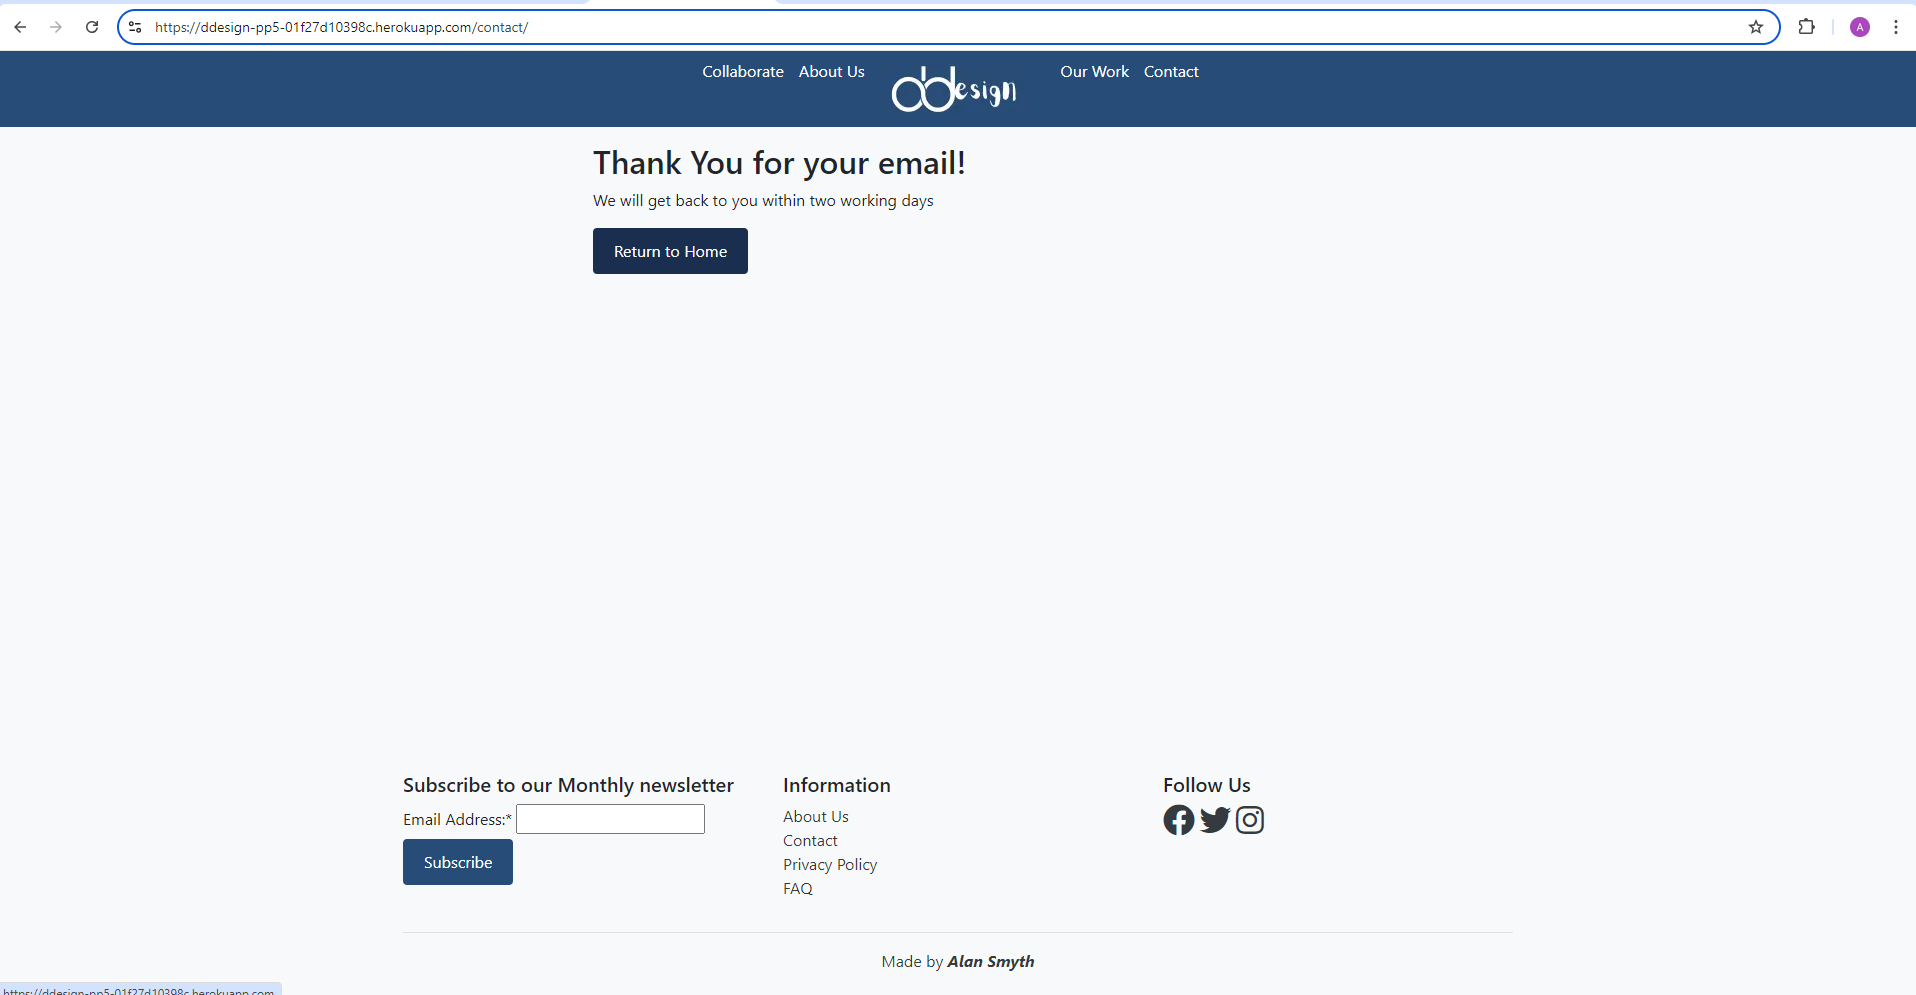 https://ddesign-pp5-01f27d10398c.herokuapp.com/contact/
A
Collaborate About Us ddesign Our Work Contact
Thank You for your email!
We will get back to you within two working days
Return to Home
Subscribe to our Monthly newsletter
Email Address:*
Subscribe
Information
About Us
Contact
Privacy Policy
FAQ
Follow Us
Made by Alan Smyth
https://ddesign-pp5-01f27d10398c.herokuapp.com